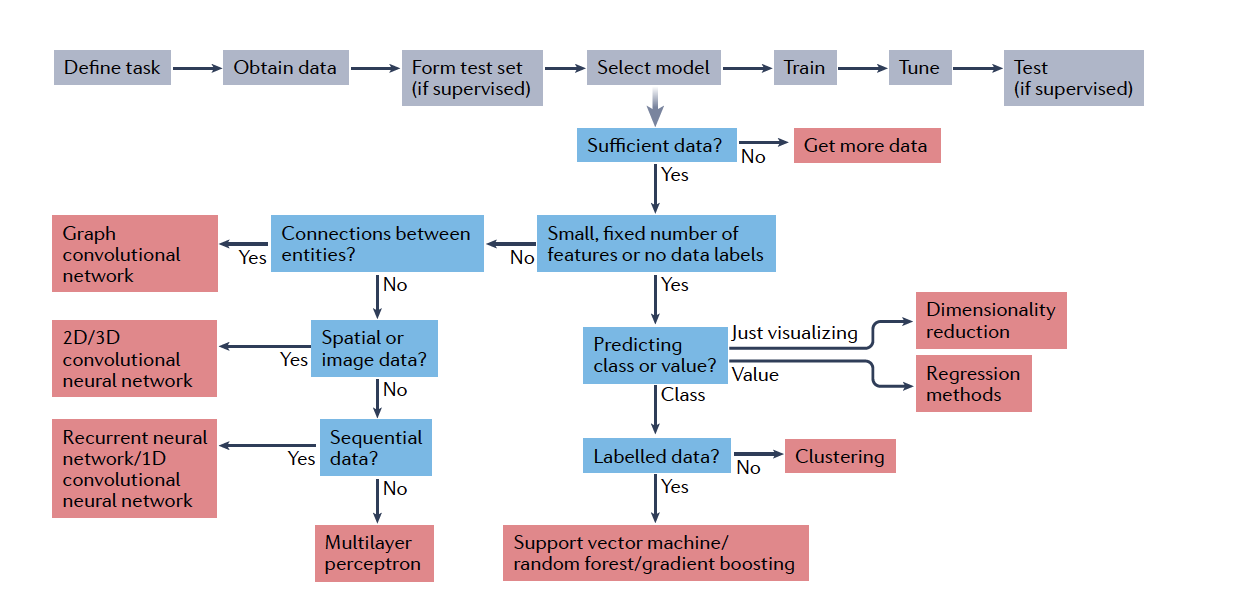 Define task
Obtain data
Form test set
(if supervised)
Select model
Train
Tune
Test
(if supervised)
Sufficient data?
No
Get more data
Yes
Graph
convolutional
network
Yes
Connections between
entities?
No
Small, fixed number of
features or no data labels
No
Yes
2D/3D
convolutional
neural network
Yes
Spatial or
image data?
Predicting
class or value?
Just visualizing
Dimensionality
reduction
Value
Regression
methods
No
Class
Recurrent neural
network/1D
convolutional
neural network
Yes
Sequential
data?
Labelled data?
No
Clustering
No
Yes
Multilayer
perceptron
Support vector machine/
random forest/gradient boosting